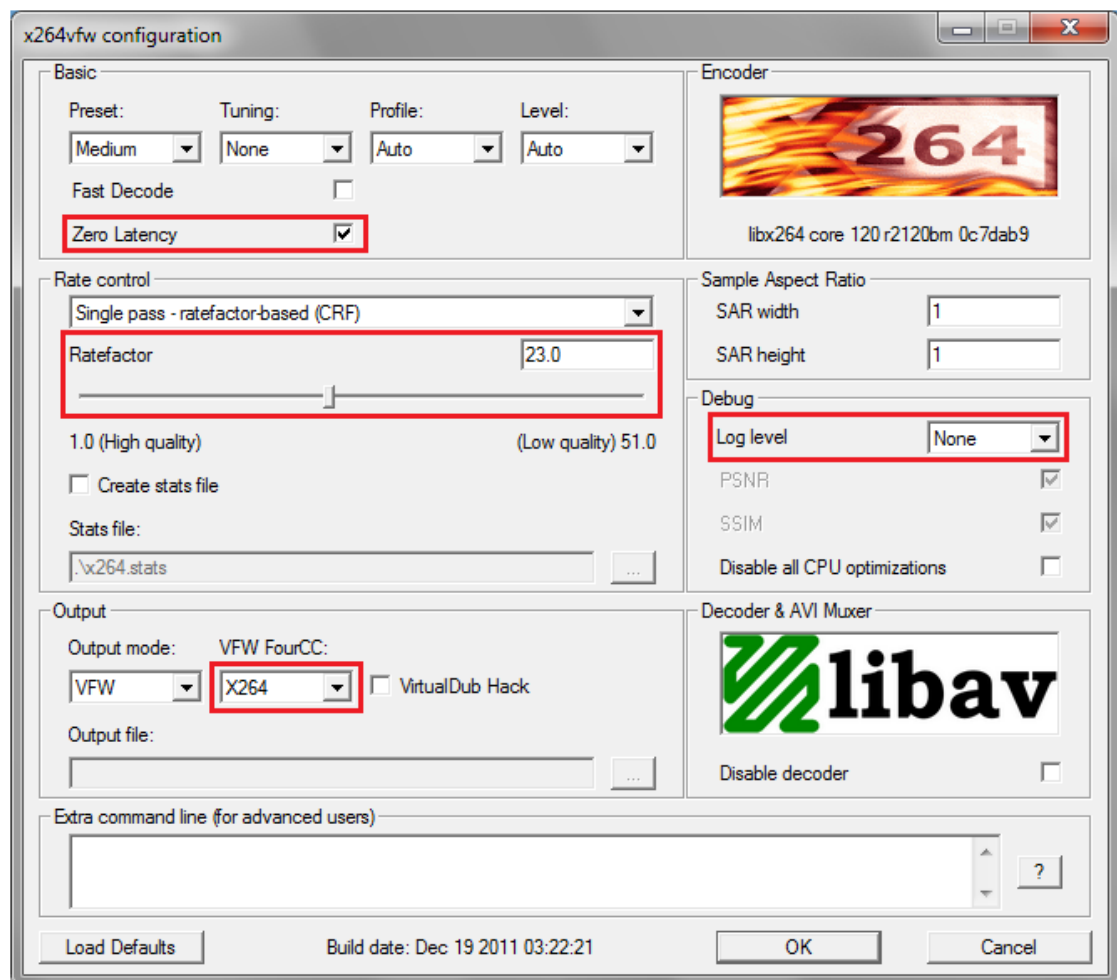 x264vfw configuration
Basic
Preset: Tuning: Profile: Level:
Medium None Auto Auto
Fast Decode
Zero Latency
Encoder
264
libx264 core 120 r2120bm 0c7dab9
Rate control
Single pass - ratefactor-based (CRF)
Ratefactor 23.0
1.0 (High quality) (Low quality) 51.0
Create stats file
Stats file:
.\x264.stats
...
Sample Aspect Ratio
SAR width 1
SAR height 1
Debug
Log level None
PSNR
SSIM
Disable all CPU optimizations
Output
Output mode: VFW FourCC:
VFW X264 VirtualDub Hack
Output file:
...
Decoder & AVI Muxer
libav
Disable decoder
Extra command line (for advanced users)
?
Load Defaults Build date: Dec 19 2011 03:22:21 OK Cancel